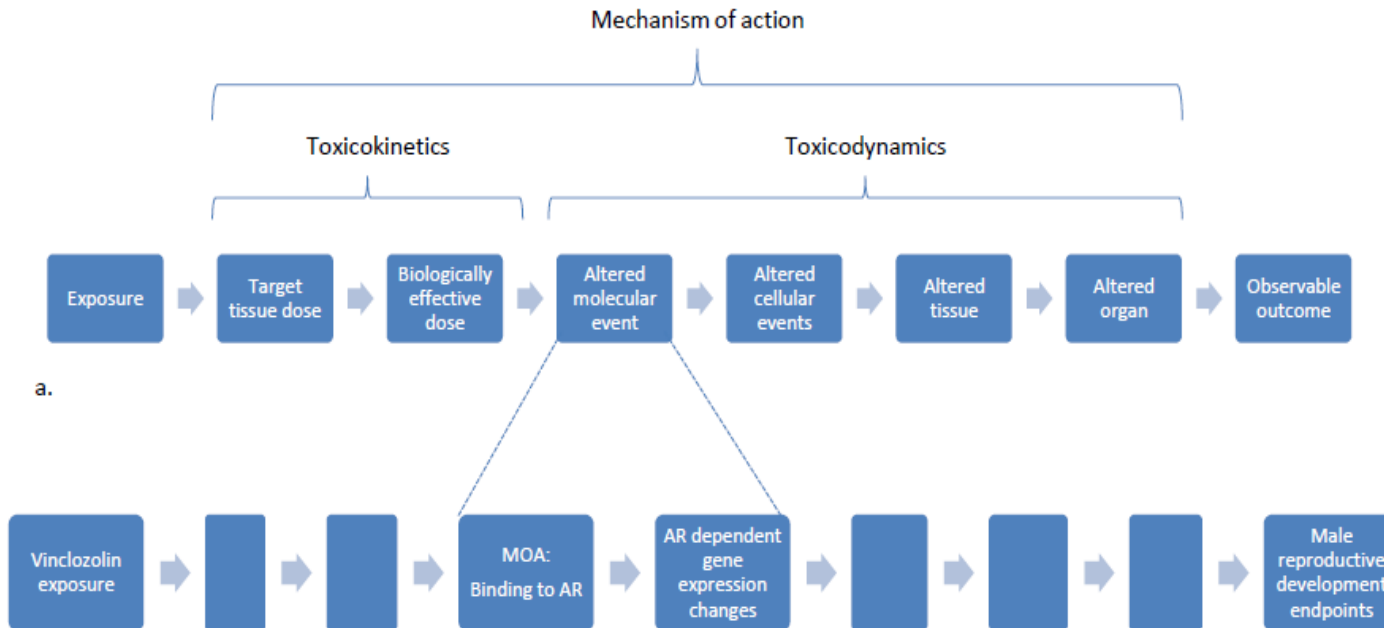 Mechanism of action
Toxicokinetics
Toxicodynamics
Exposure
Target
tissue dose
Biologically
effective
dose
Altered
molecular
event
Altered
cellular
events
Altered
tissue
Altered
organ
Observable
outcome
a.
Vinclozolin
exposure
MOA:
Binding to AR
AR dependent
gene
expression
changes
Male
reproductive
development
endpoints